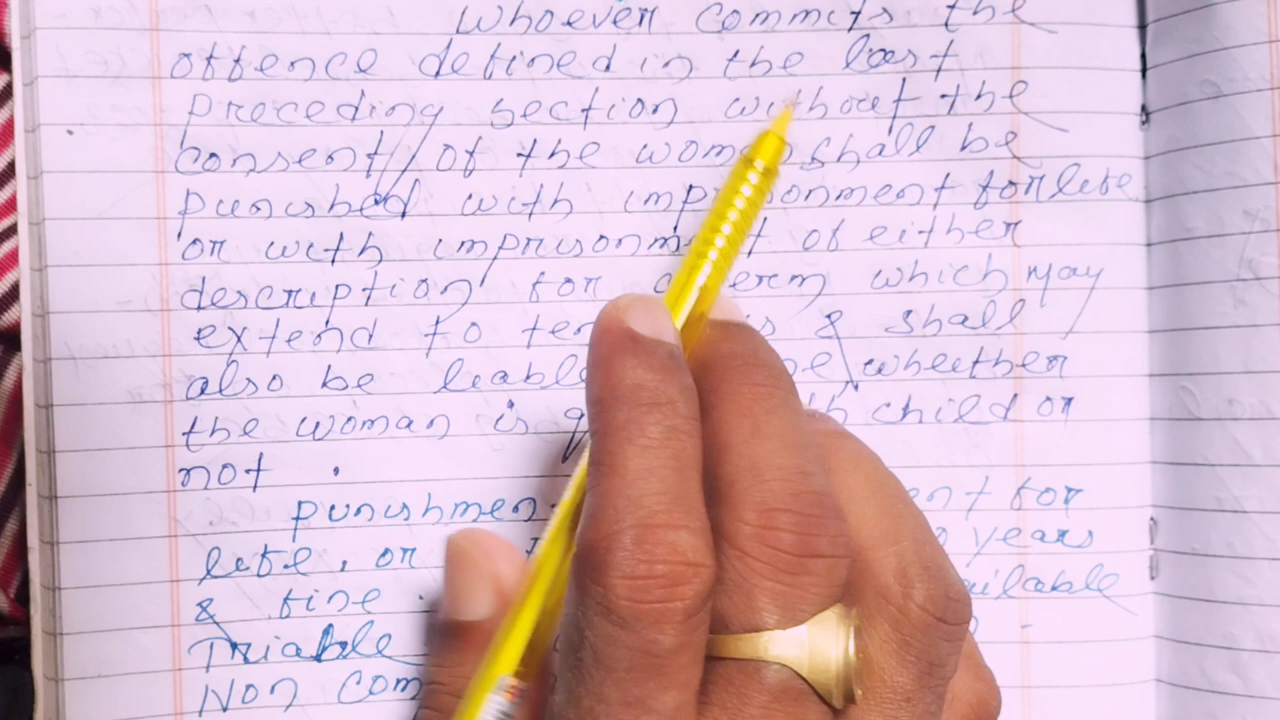 Whoever commits the
offence defined in the last
preceding section without the
consent of the woman shall be
punished with imprisonment for life
or with imprisonment of either
description for a term which may
extend to ten & shall
also be liable whether
the woman is child or
not .
punishment for
life , or years
& fine .
Triable
Non